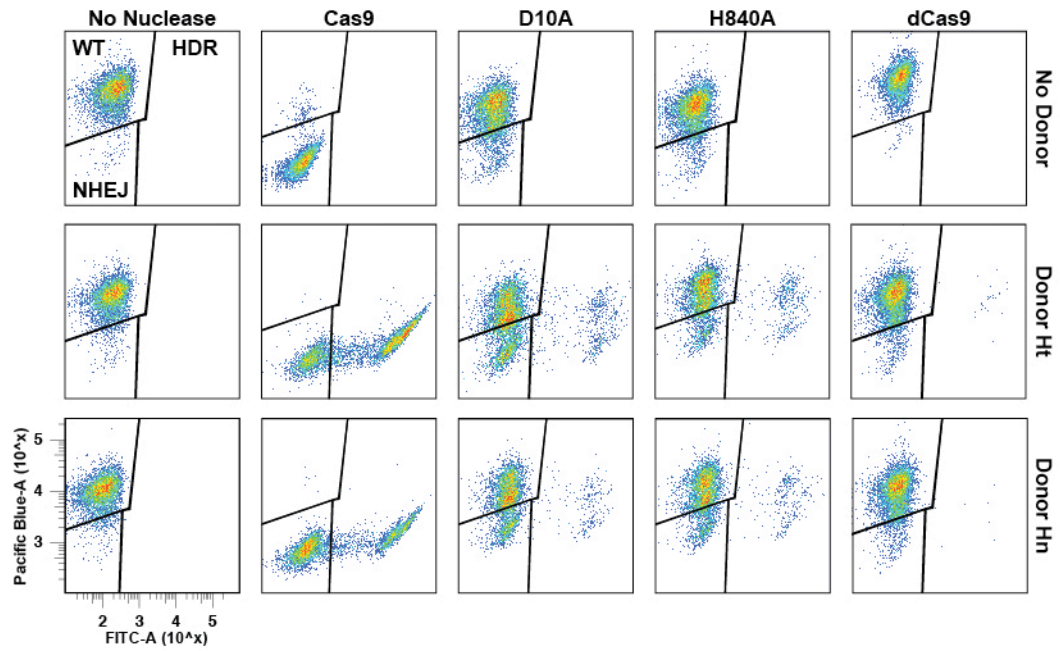 No Nuclease Cas9 D10A H840A dCas9
WT HDR
NHEJ
No Donor
Donor Ht
Donor Hn
Pacific Blue-A (10^x)
5
4
3
2 3 4 5
FITC-A (10^x)